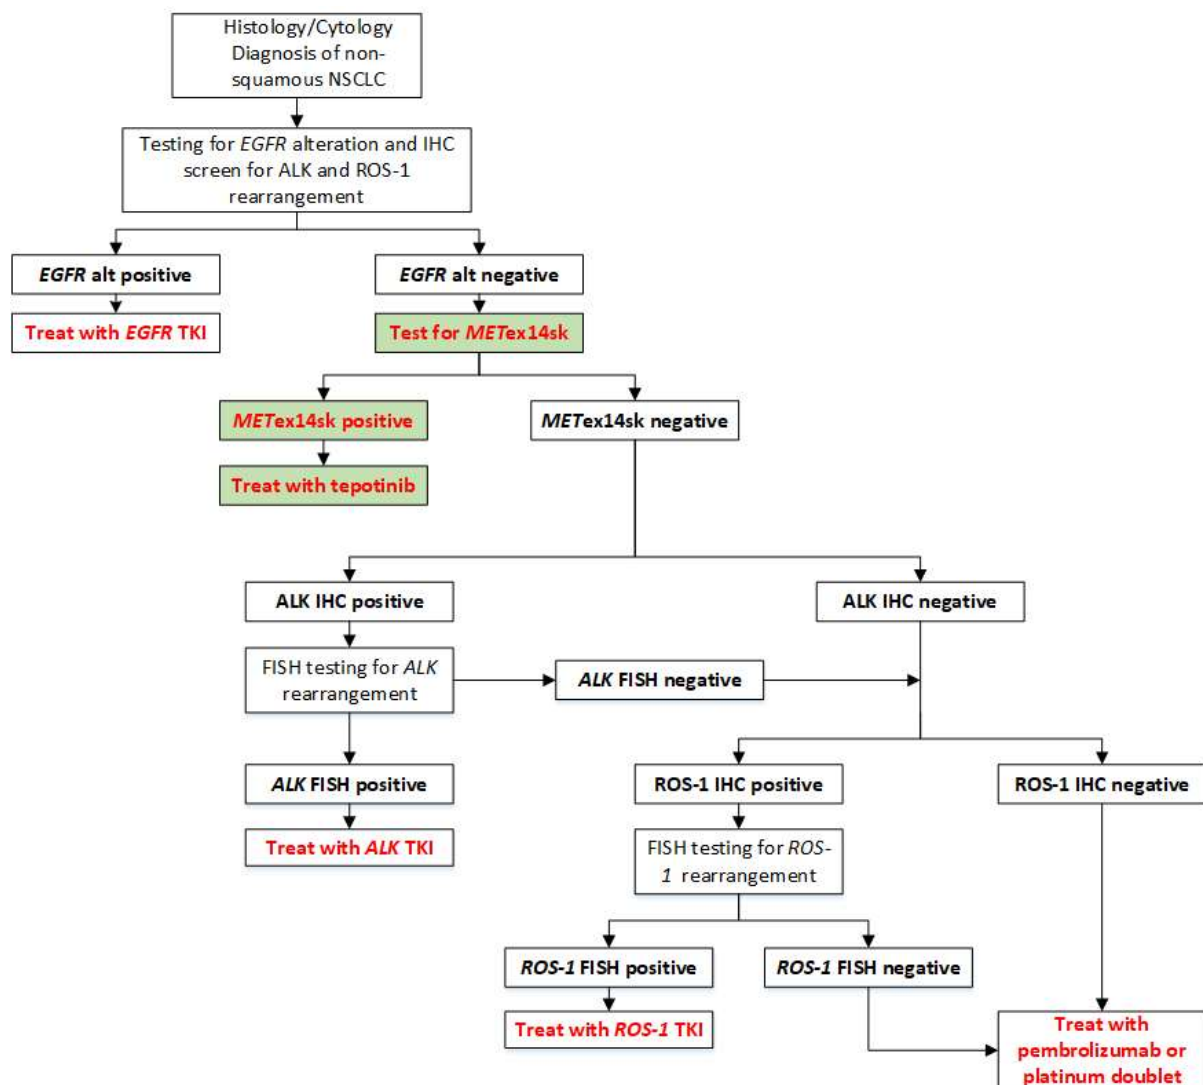 Histology/Cytology
Diagnosis of non-
squamous NSCLC
Testing for EGFR alteration and IHC
screen for ALK and ROS-1
rearrangement
EGFR alt positive
EGFR alt negative
Treat with EGFR TKI
Test for METex14sk
METex14sk positive
METex14sk negative
Treat with tepotinib
ALK IHC positive
ALK IHC negative
FISH testing for ALK
rearrangement
ALK FISH negative
ALK FISH positive
ROS-1 IHC positive
ROS-1 IHC negative
Treat with ALK TKI
FISH testing for ROS-
1 rearrangement
ROS-1 FISH positive
ROS-1 FISH negative
Treat with ROS-1 TKI
Treat with
pembrolizumab or
platinum doublet